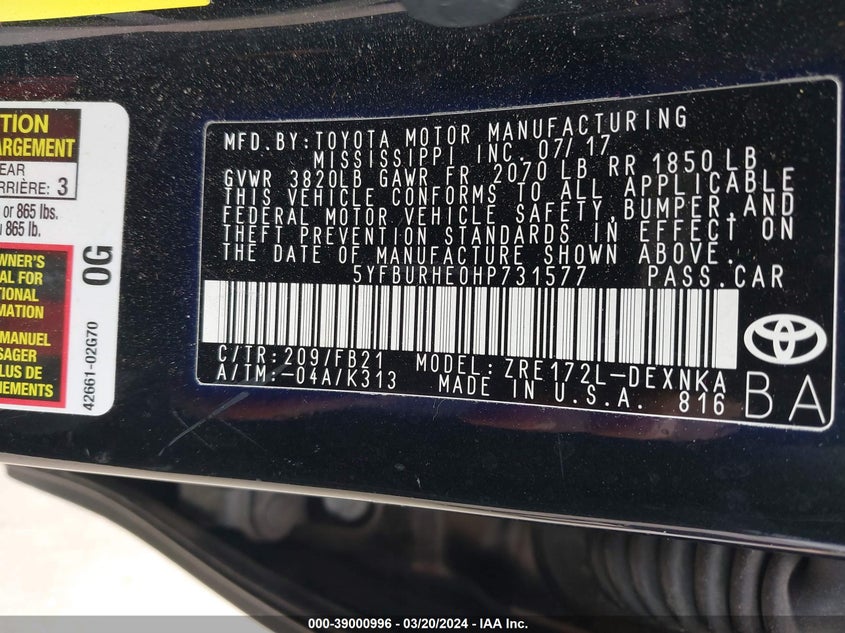 TION
ARGEMENT
EAR
ARRIÈRE: 3
or 865 lbs.
865 lb.
OWNER'S
AL FOR
TIONAL
MATION
MANUEL
SAGER
LUS DE
NEMENTS
42661-02G70
0G
MFD.BY:TOYOTA MOTOR MANUFACTURING
MISSISSIPPI INC. 07/17
GVWR 3820LB GAWR FR 2070 LB RR 1850 LB
THIS VEHICLE CONFORMS TO ALL APPLICABLE
FEDERAL MOTOR VEHICLE SAFETY,BUMPER,AND
THEFT PREVENTION STANDARDS IN EFFECT ON
THE DATE OF MANUFACTURE SHOWN ABOVE.
5YFBURHE0HP731577 PASS.CAR
C/TR:209/FB21 MODEL:ZRE172L-DEXNKA
A/TM:-04A/K313 MADE IN U.S.A. 816
BA
000-39000996 - 03/20/2024 - IAA Inc.